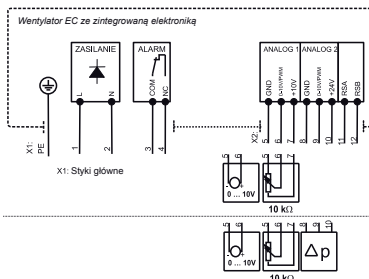 Wentylator EC ze zintegrowaną elektroniką
ZASILANIE
ALARM
ANALOG 1
ANALOG 2
L
N
COM
NC
GND
0-10V/PWM
+10V
GND
0-10V/PWM
+24V
RSA
RSB
X1:
PE
1
2
3
4
X2:
5
6
7
8
9
10
11
12
X1: Styki główne
5
6
0 ... 10V
5
6
7
10 kΩ
5
6
0 ... 10V
5
6
7
10 kΩ
8
9
10
Δp